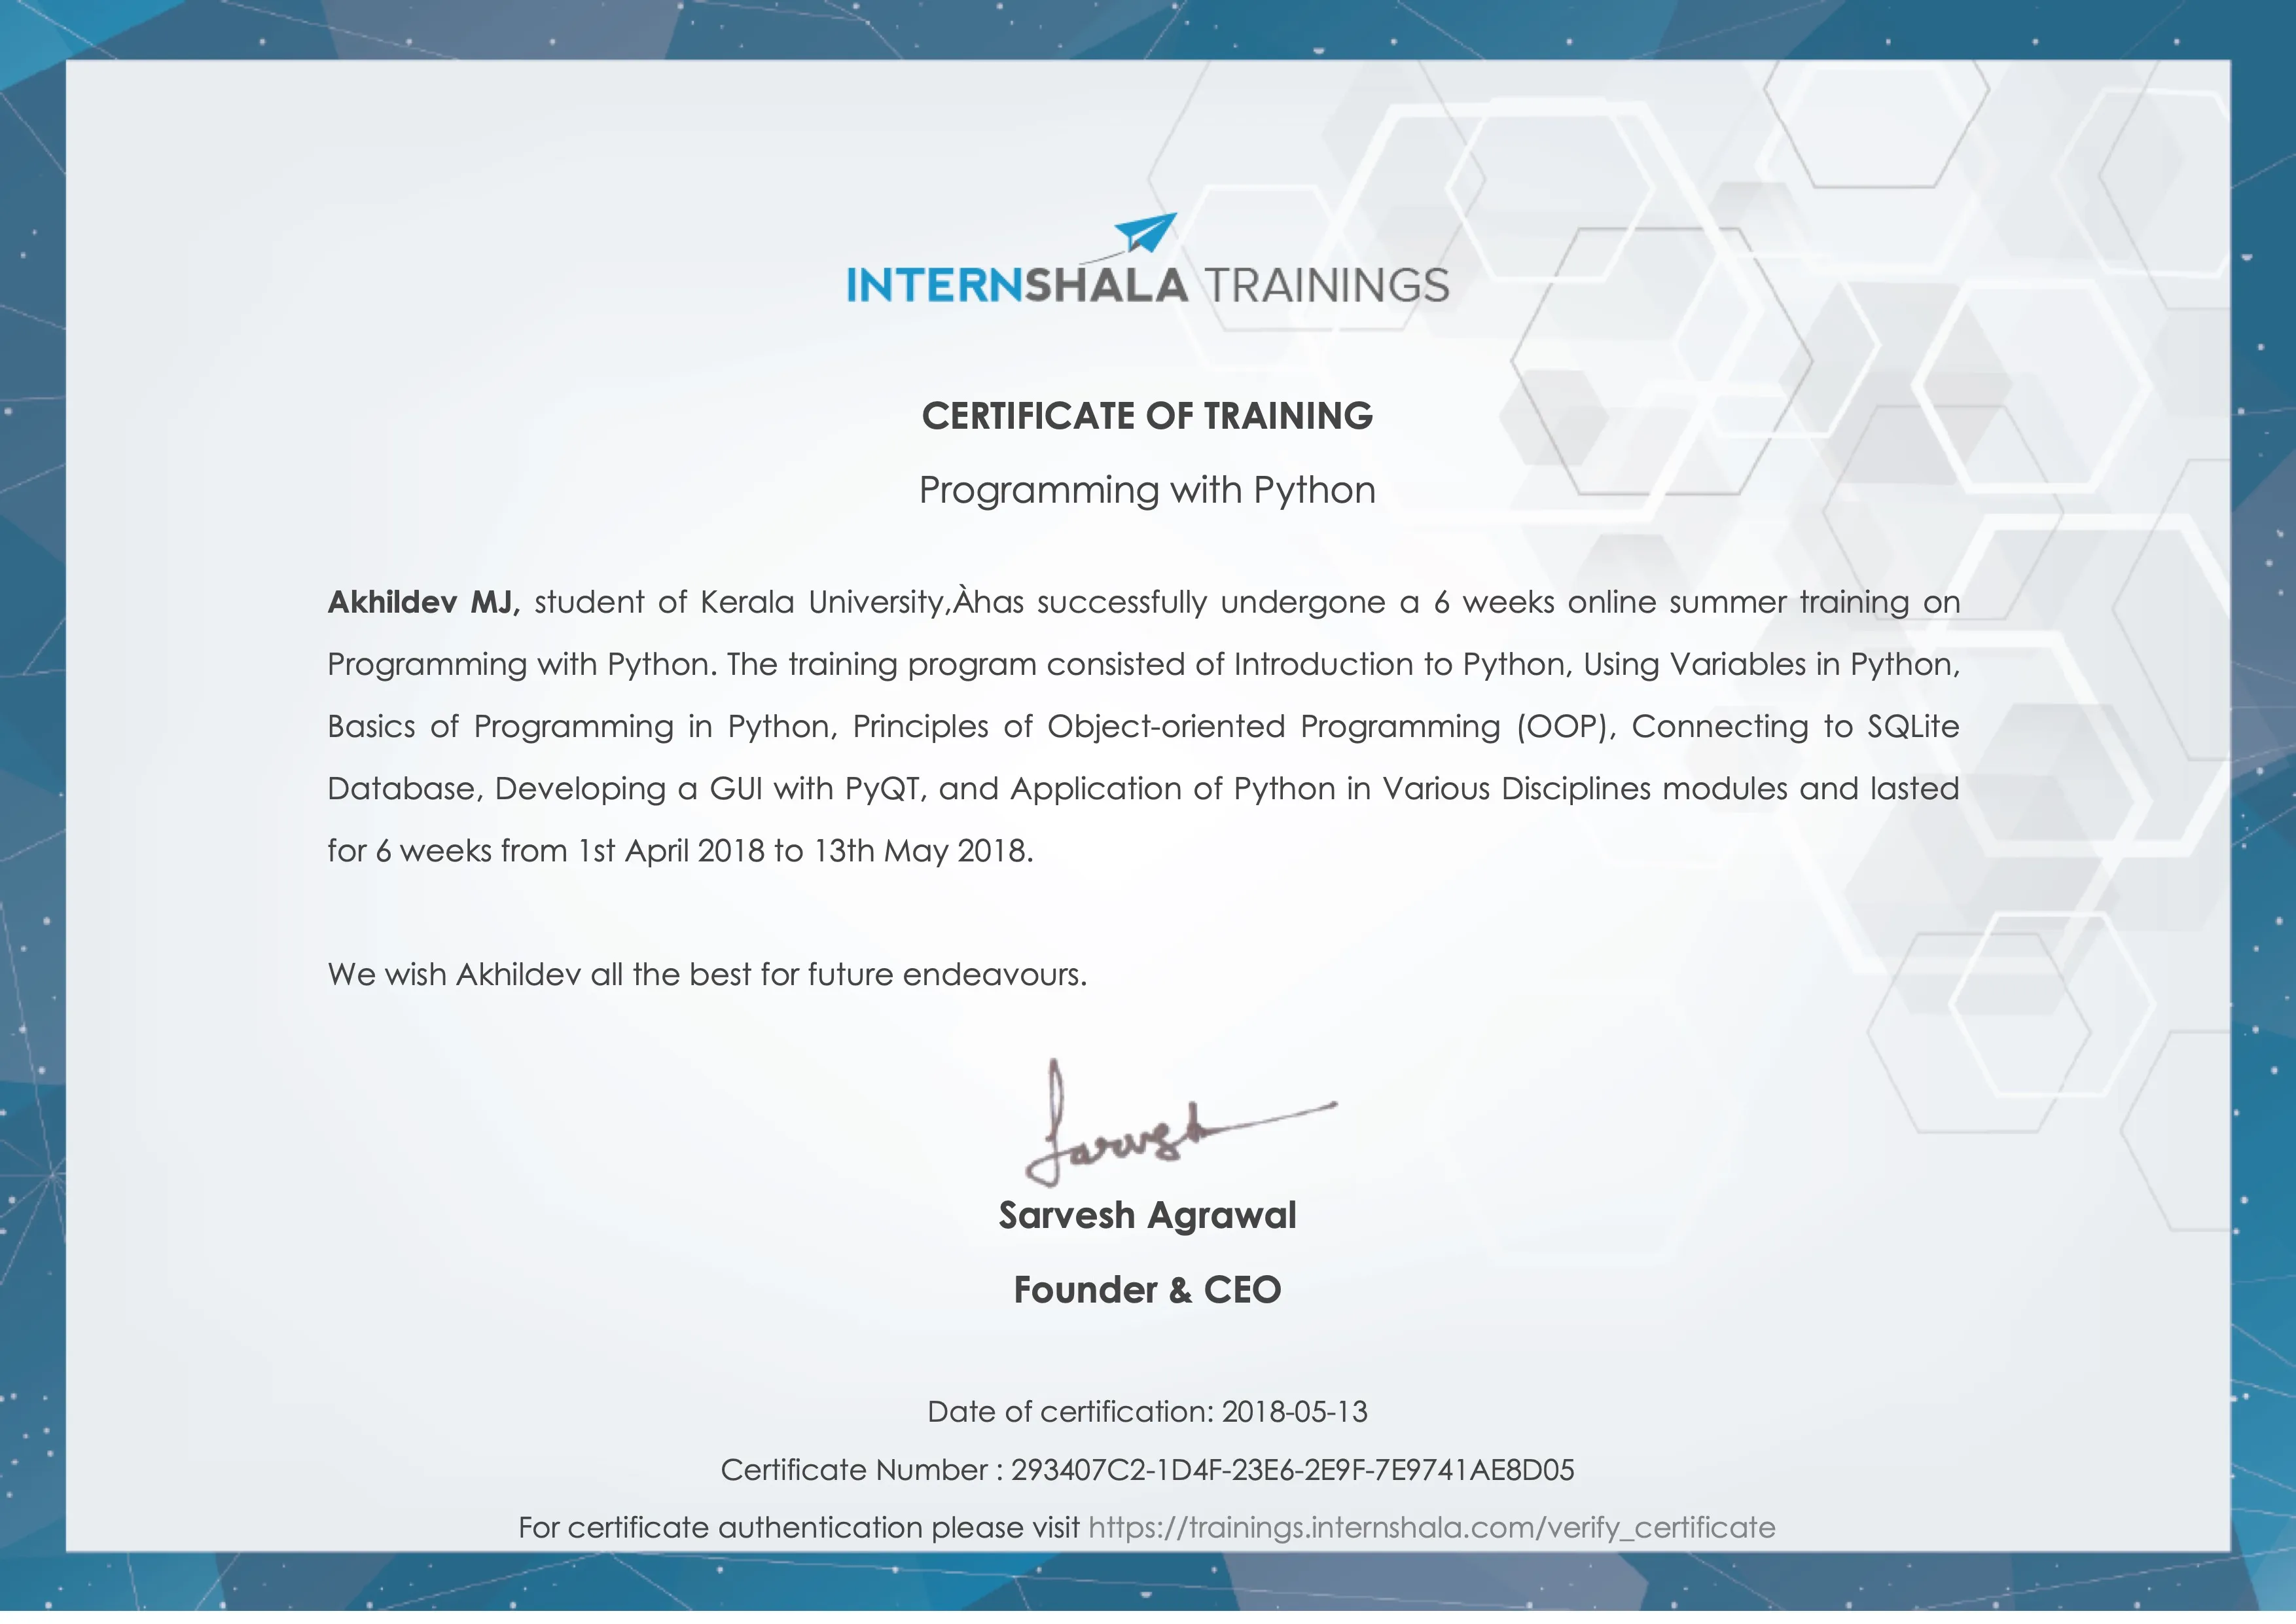 INTERNSHALA TRAININGS
CERTIFICATE OF TRAINING
Programming with Python
Akhildev MJ, student of Kerala University,Àhas successfully undergone a 6 weeks online summer training on
Programming with Python. The training program consisted of Introduction to Python, Using Variables in Python,
Basics of Programming in Python, Principles of Object-oriented Programming (OOP), Connecting to SQLite
Database, Developing a GUI with PyQT, and Application of Python in Various Disciplines modules and lasted
for 6 weeks from 1st April 2018 to 13th May 2018.
We wish Akhildev all the best for future endeavours.
Sarvesh
Sarvesh Agrawal
Founder & CEO
Date of certification: 2018-05-13
Certificate Number : 293407C2-1D4F-23E6-2E9F-7E9741AE8D05
For certificate authentication please visit https://trainings.internshala.com/verify_certificate